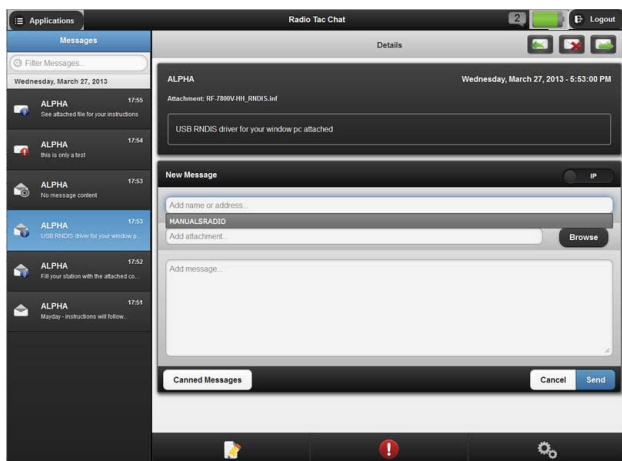 Applications
Radio Tac Chat
2
Logout
Messages
Details
Filter Messages...
Wednesday, March 27, 2013
ALPHA 17:55
See attached file for your instructions
ALPHA 17:54
this is only a test
ALPHA 17:53
No message content
ALPHA 17:53
USB RNDIS driver for your window p...
ALPHA 17:52
Fill your station with the attached co...
ALPHA 17:51
Mayday - instructions will follow..
ALPHA Wednesday, March 27, 2013 - 5:53:00 PM
Attachment: RF-7800V-HH_RNDIS.inf
USB RNDIS driver for your window pc attached
New Message IP
Add name or address...
MANUALSRADIO
Add attachment... Browse
Add message...
Canned Messages Cancel Send